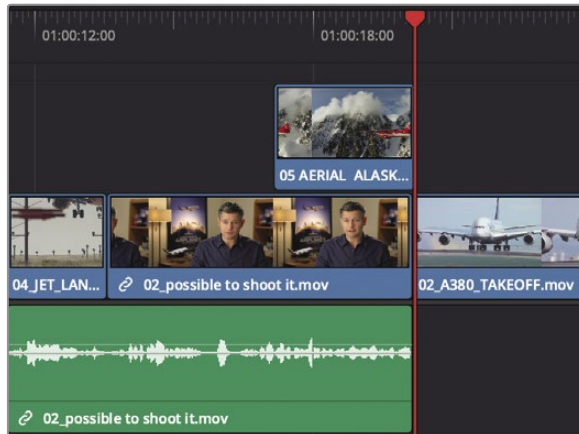 01:00:12:00
01:00:18:00
05 AERIAL ALASK...
04_JET_LAN...
02_possible to shoot it.mov
02_A380_TAKEOFF.mov
02_possible to shoot it.mov